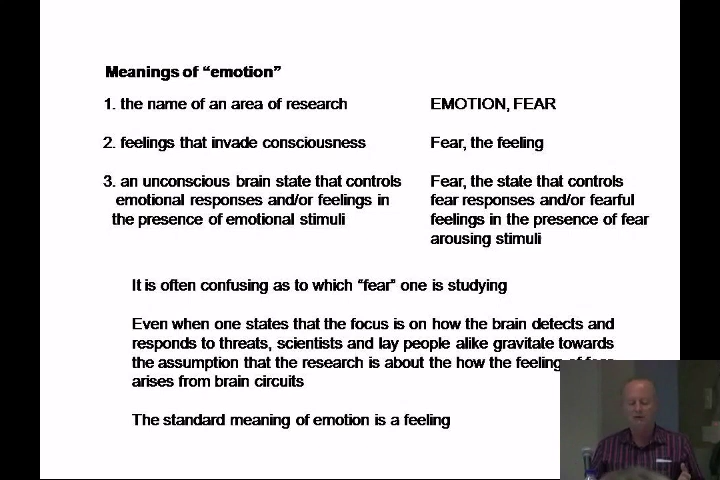 Meanings of “emotion”
1. the name of an area of research EMOTION, FEAR
2. feelings that invade consciousness Fear, the feeling
3. an unconscious brain state that controls Fear, the state that controls
emotional responses and/or feelings in fear responses and/or fearful
the presence of emotional stimuli feelings in the presence of fear
arousing stimuli
It is often confusing as to which “fear” one is studying
Even when one states that the focus is on how the brain detects and
responds to threats, scientists and lay people alike gravitate towards
the assumption that the research is about the how the feeling of fear
arises from brain circuits
The standard meaning of emotion is a feeling